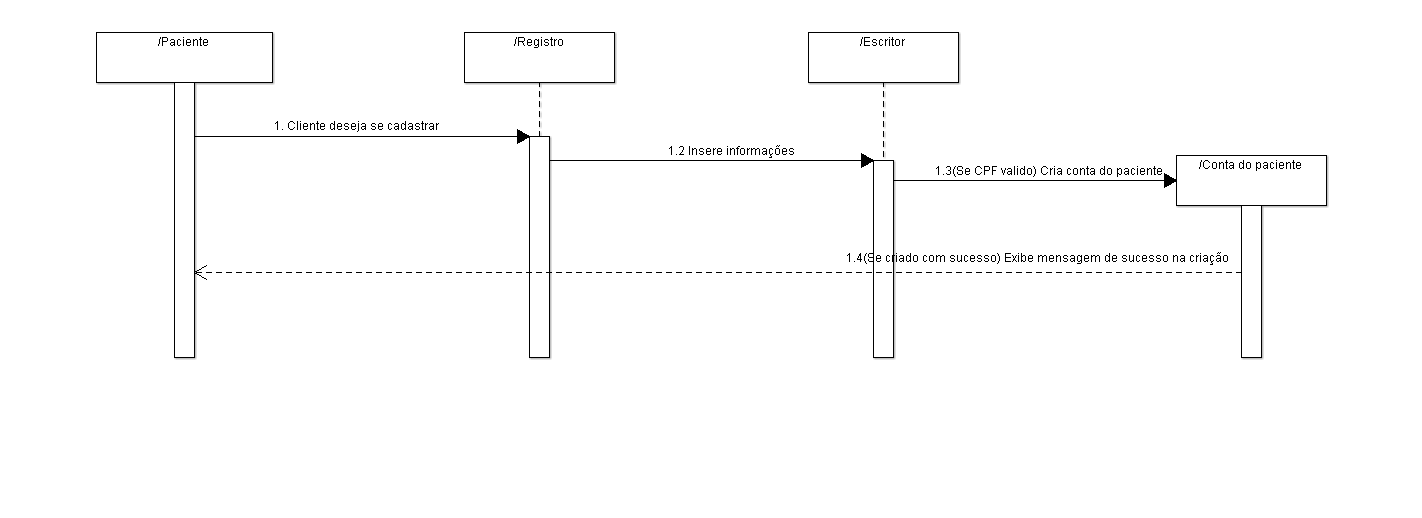 /Paciente
/Registro
/Escritor
1. Cliente deseja se cadastrar
1.2 Insere informações
1.3(Se CPF valido) Cria conta do paciente
/Conta do paciente
1.4(Se criado com sucesso) Exibe mensagem de sucesso na criação